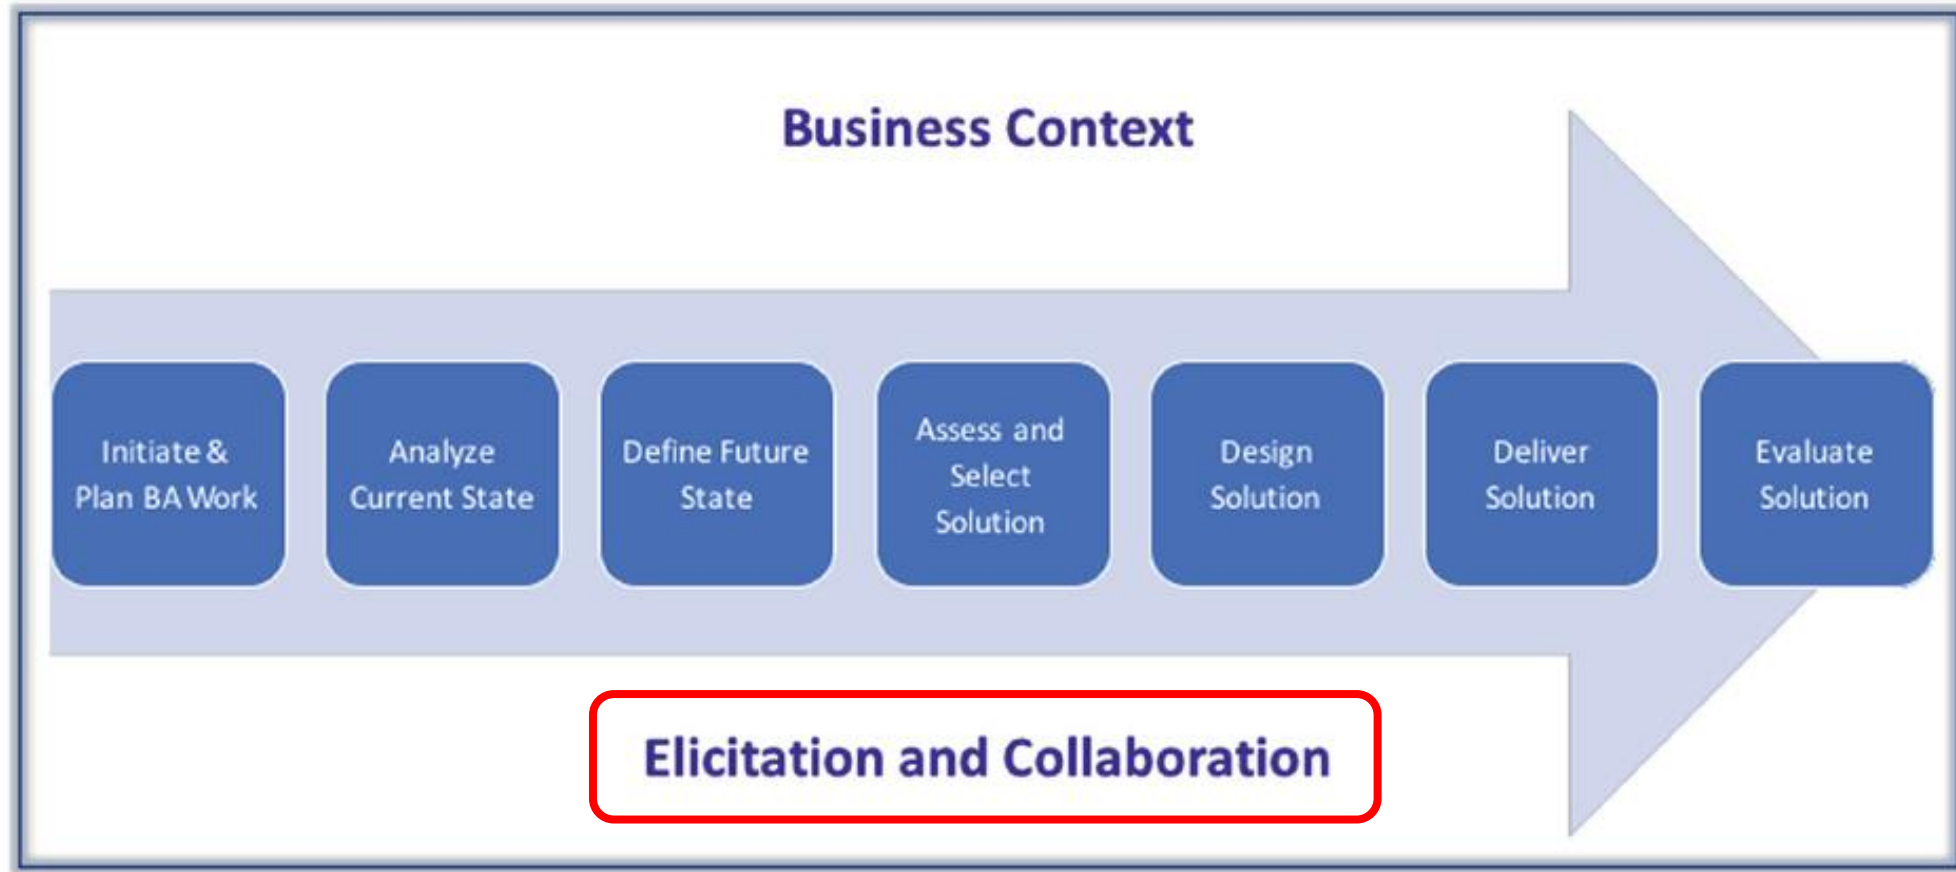 Business Context
Initiate &
Plan BA Work
Analyze
Current State
Define Future
State
Assess and
Select
Solution
Design
Solution
Deliver
Solution
Evaluate
Solution
Elicitation and Collaboration